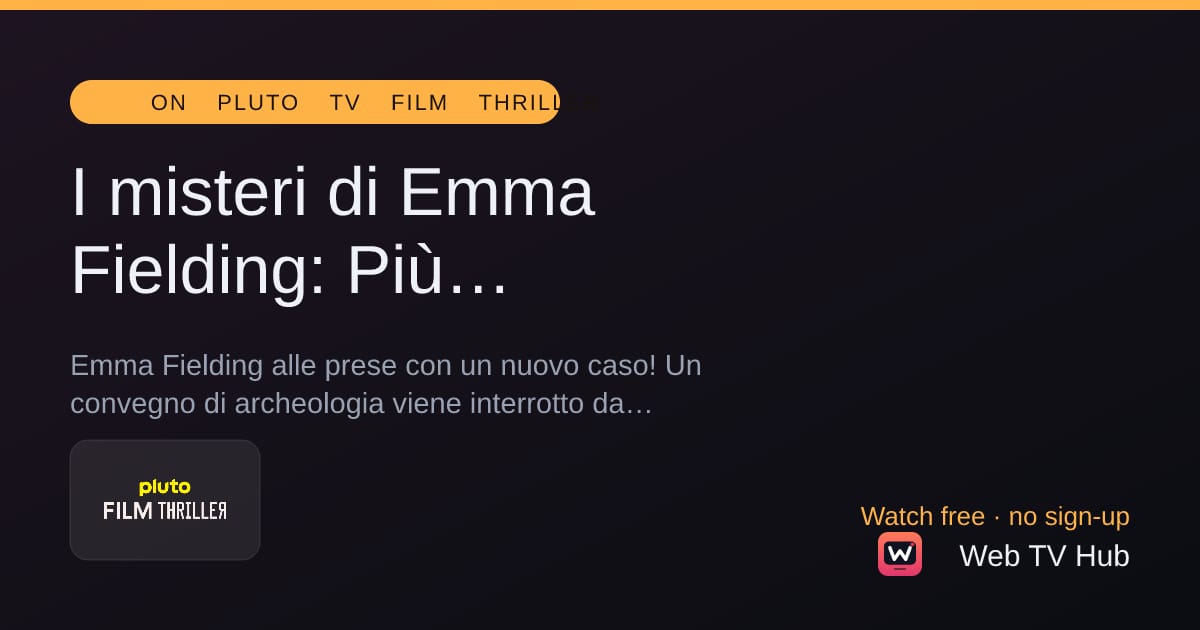 ON PLUTO TV FILM THRILLER
I misteri di Emma
Fielding: Più…
Emma Fielding alle prese con un nuovo caso! Un
convegno di archeologia viene interrotto da…
pluto
FILM THRILLER
Watch free · no sign-up
W
Web TV Hub